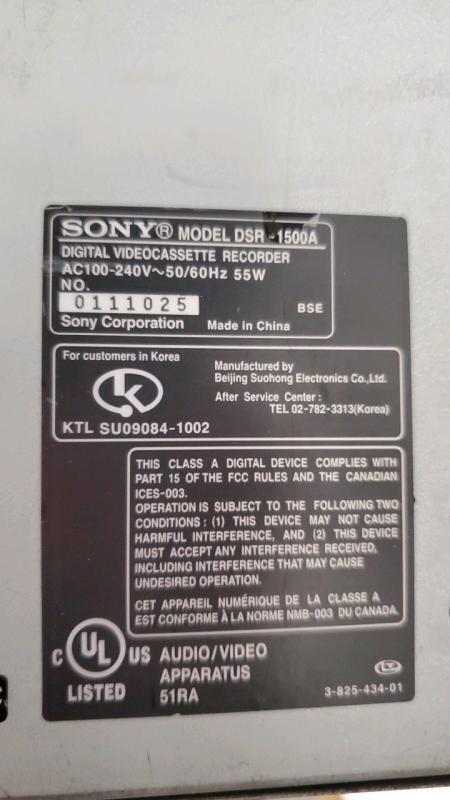 SONY® MODEL DSR-1500A
DIGITAL VIDEOCASSETTE RECORDER
AC100-240V~50/60Hz 55W
NO.
0111025
BSE
Sony Corporation Made in China
For customers in Korea
KTL SU09084-1002
Manufactured by
Beijing Suohong Electronics Co.,Ltd.
After Service Center :
TEL 02-782-3313(Korea)
THIS CLASS A DIGITAL DEVICE COMPLIES WITH
PART 15 OF THE FCC RULES AND THE CANADIAN
ICES-003.
OPERATION IS SUBJECT TO THE FOLLOWING TWO
CONDITIONS : (1) THIS DEVICE MAY NOT CAUSE
HARMFUL INTERFERENCE, AND (2) THIS DEVICE
MUST ACCEPT ANY INTERFERENCE RECEIVED,
INCLUDING INTERFERENCE THAT MAY CAUSE
UNDESIRED OPERATION.
CET APPAREIL NUMÉRIQUE DE LA CLASSE A
EST CONFORME À LA NORME NMB-003 DU CANADA.
C UL US
LISTED
AUDIO/VIDEO
APPARATUS
51RA
3-825-434-01